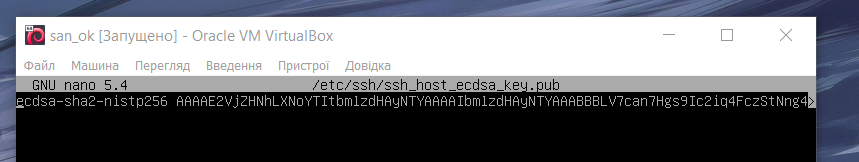 san_ok [Запущено] - Oracle VM VirtualBox
Файл Машина Перегляд Введення Пристрої Довідка
GNU nano 5.4 /etc/ssh/ssh_host_ecdsa_key.pub
ecdsa-sha2-nistp256 AAAAE2VjZHNhLXNoYTItbmlzdHAyNTYAAAAIbmlzdHAyNTYAAABBBLV7can7Hgs9Ic2iq4FczStNng4>